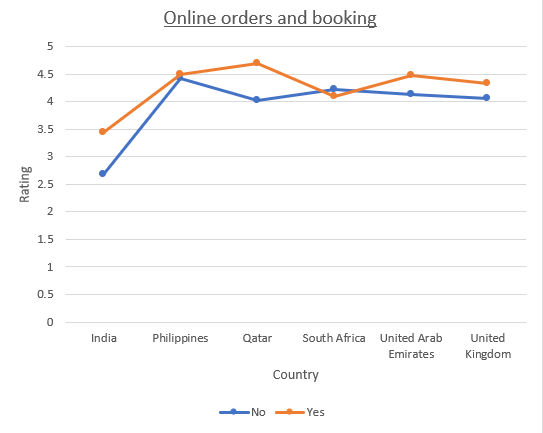 Online orders and booking
5
4.5
4
3.5
3
2.5
2
1.5
1
0.5
0
Rating
India Philippines Qatar South Africa United Arab Emirates United Kingdom
Country
No Yes